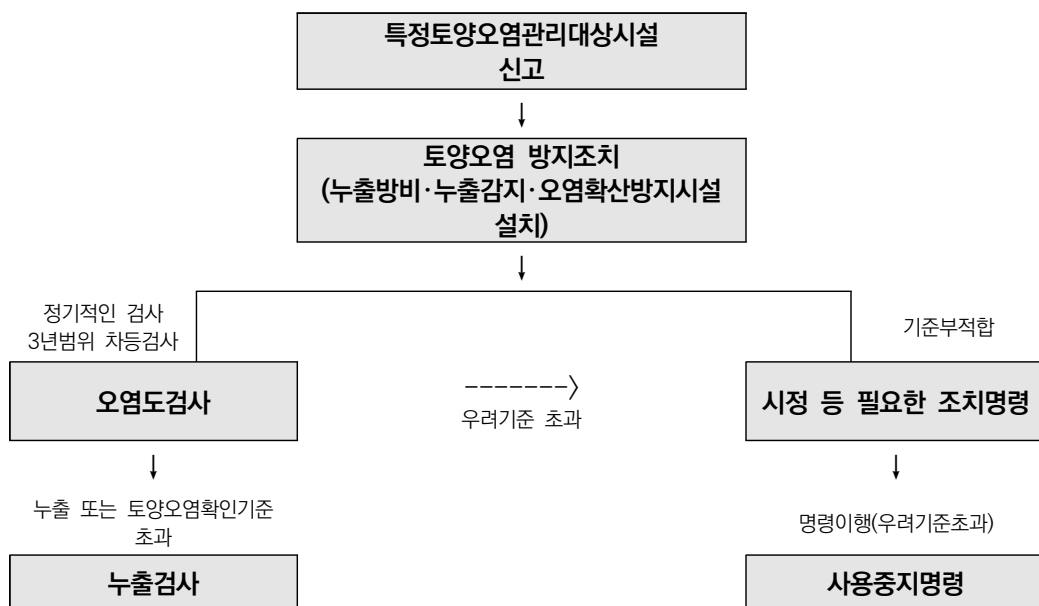 특정토양오염관리대상시설
신고
토양오염 방지조치
(누출방비·누출감지·오염확산방지시설
설치)
정기적인 검사
3년범위 차등검사
기준부적합
오염도검사
우려기준 초과
시정 등 필요한 조치명령
누출 또는 토양오염확인기준
초과
명령이행(우려기준초과)
누출검사
사용중지명령